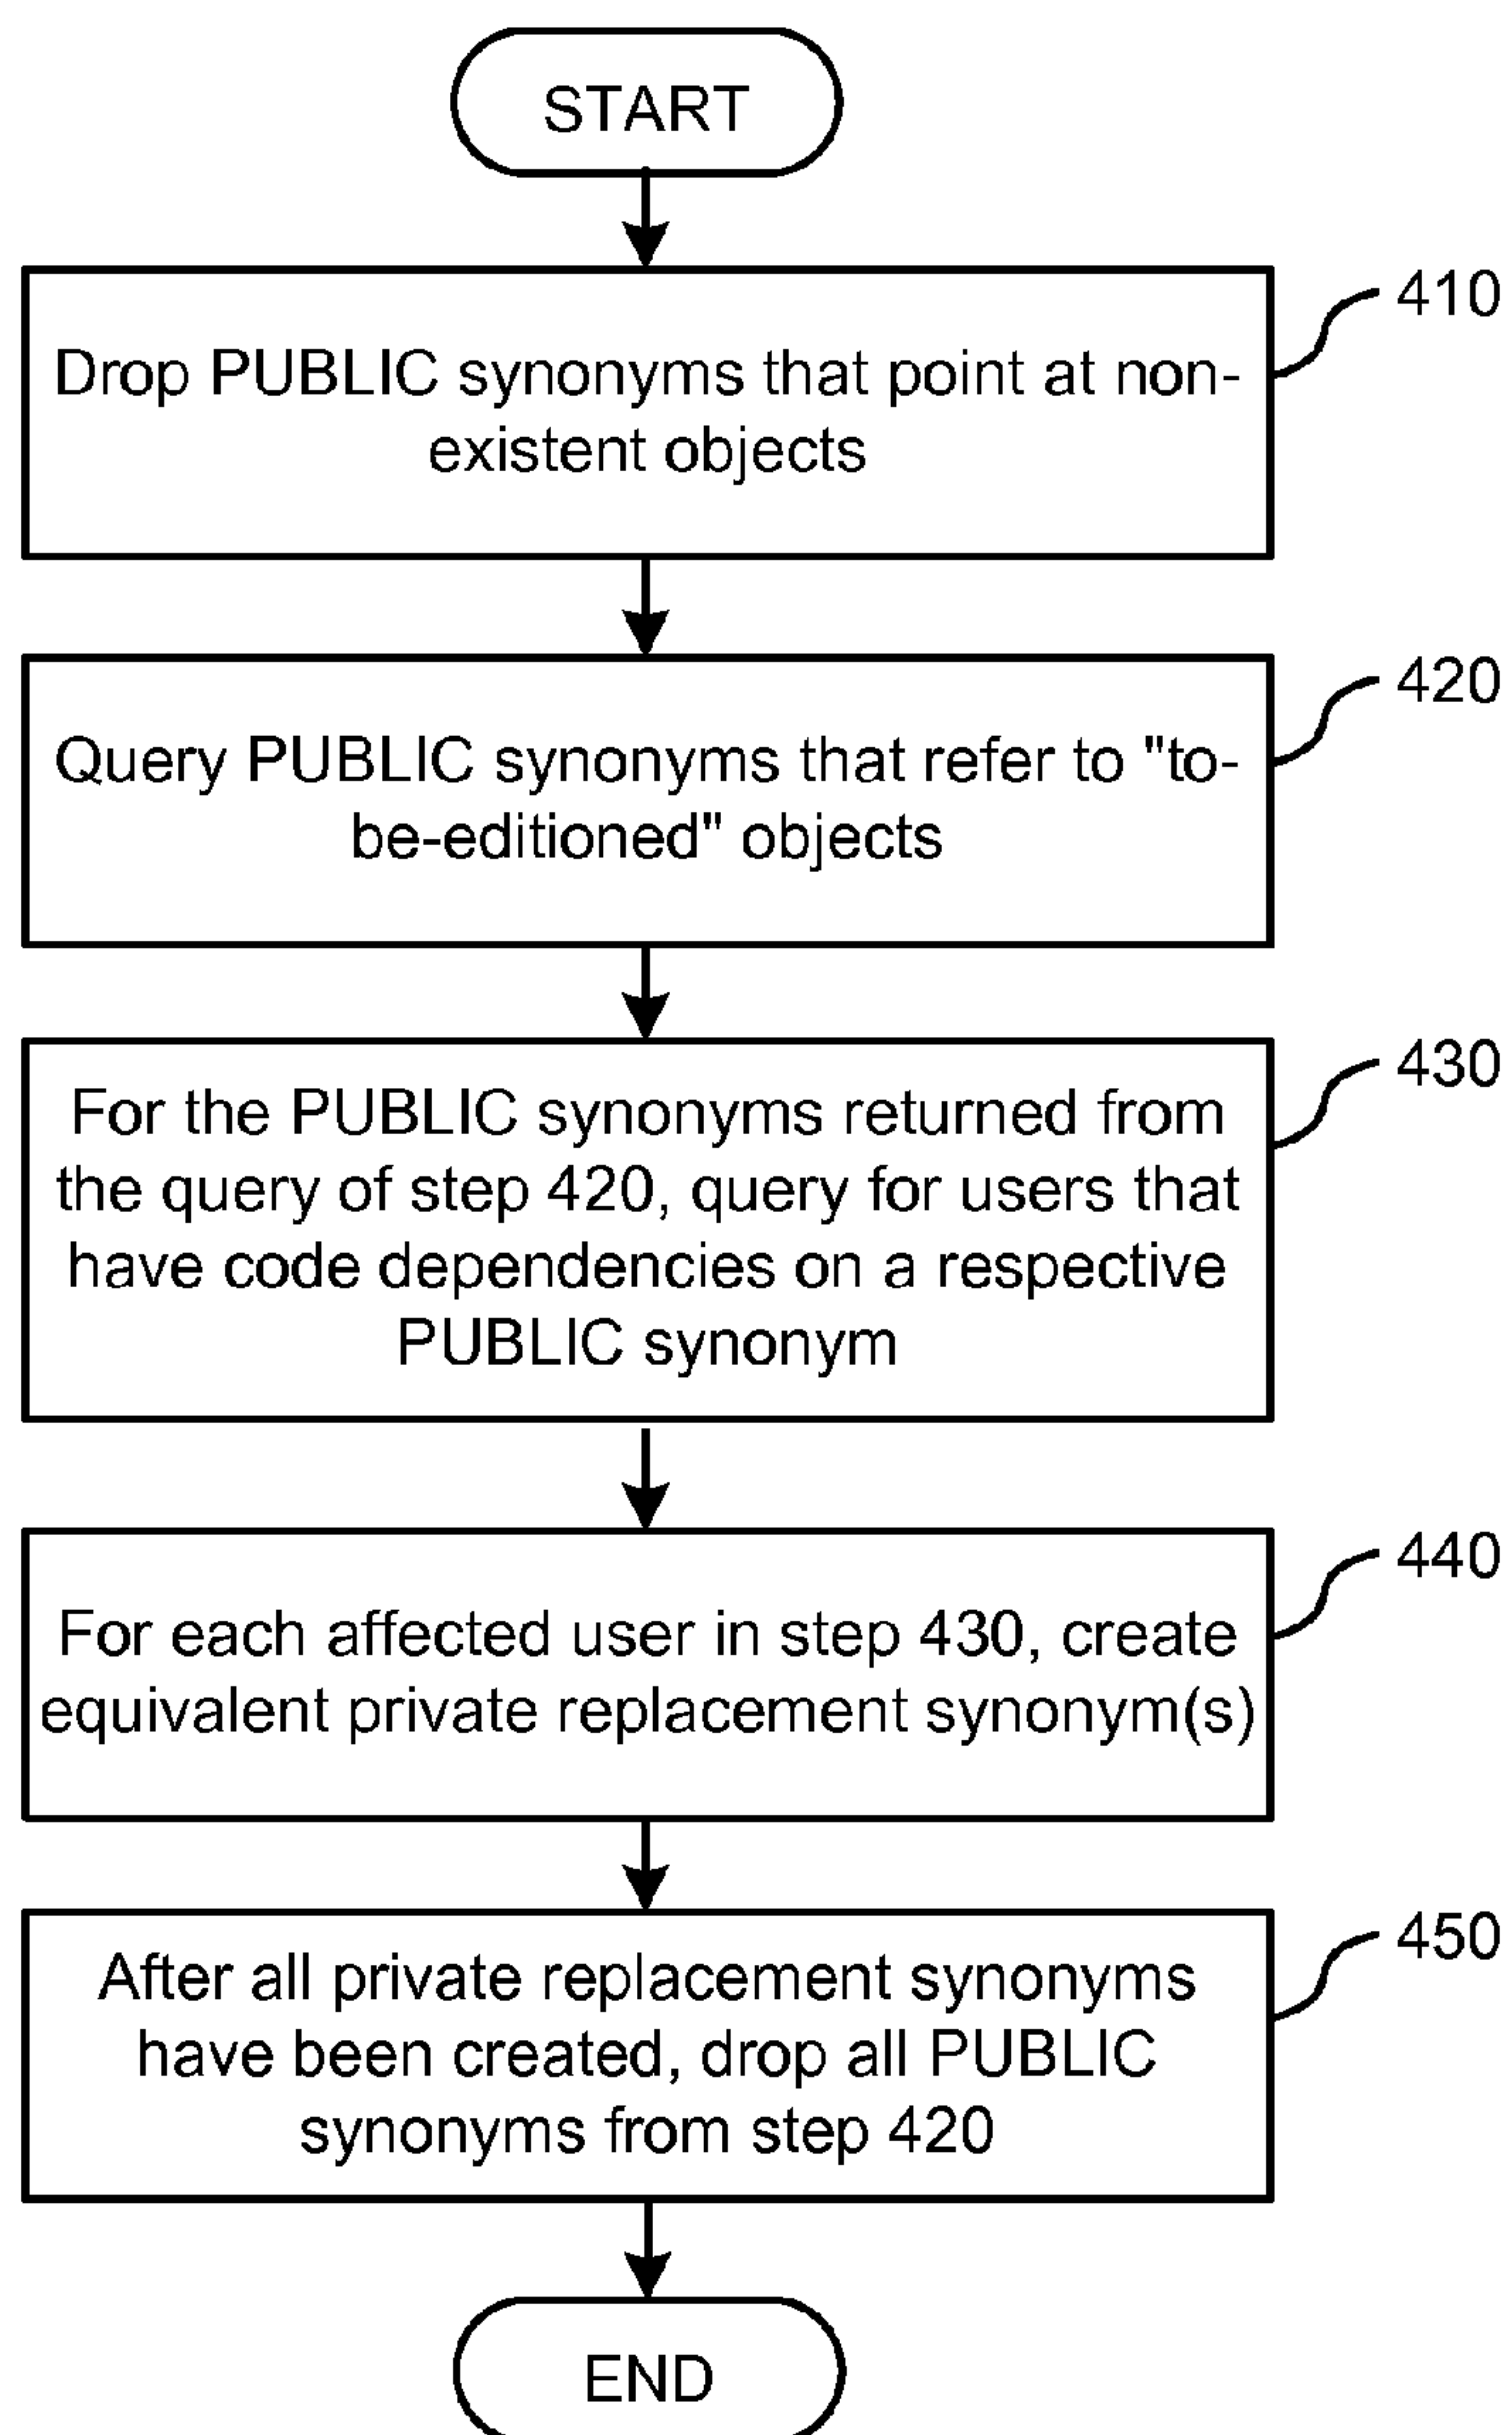 START
410
Drop PUBLIC synonyms that point at non-
existent objects
420
Query PUBLIC synonyms that refer to "to-
be-editioned" objects
430
For the PUBLIC synonyms returned from
the query of step 420, query for users that
have code dependencies on a respective
PUBLIC synonym
440
For each affected user in step 430, create
equivalent private replacement synonym(s)
450
After all private replacement synonyms
have been created, drop all PUBLIC
synonyms from step 420
END